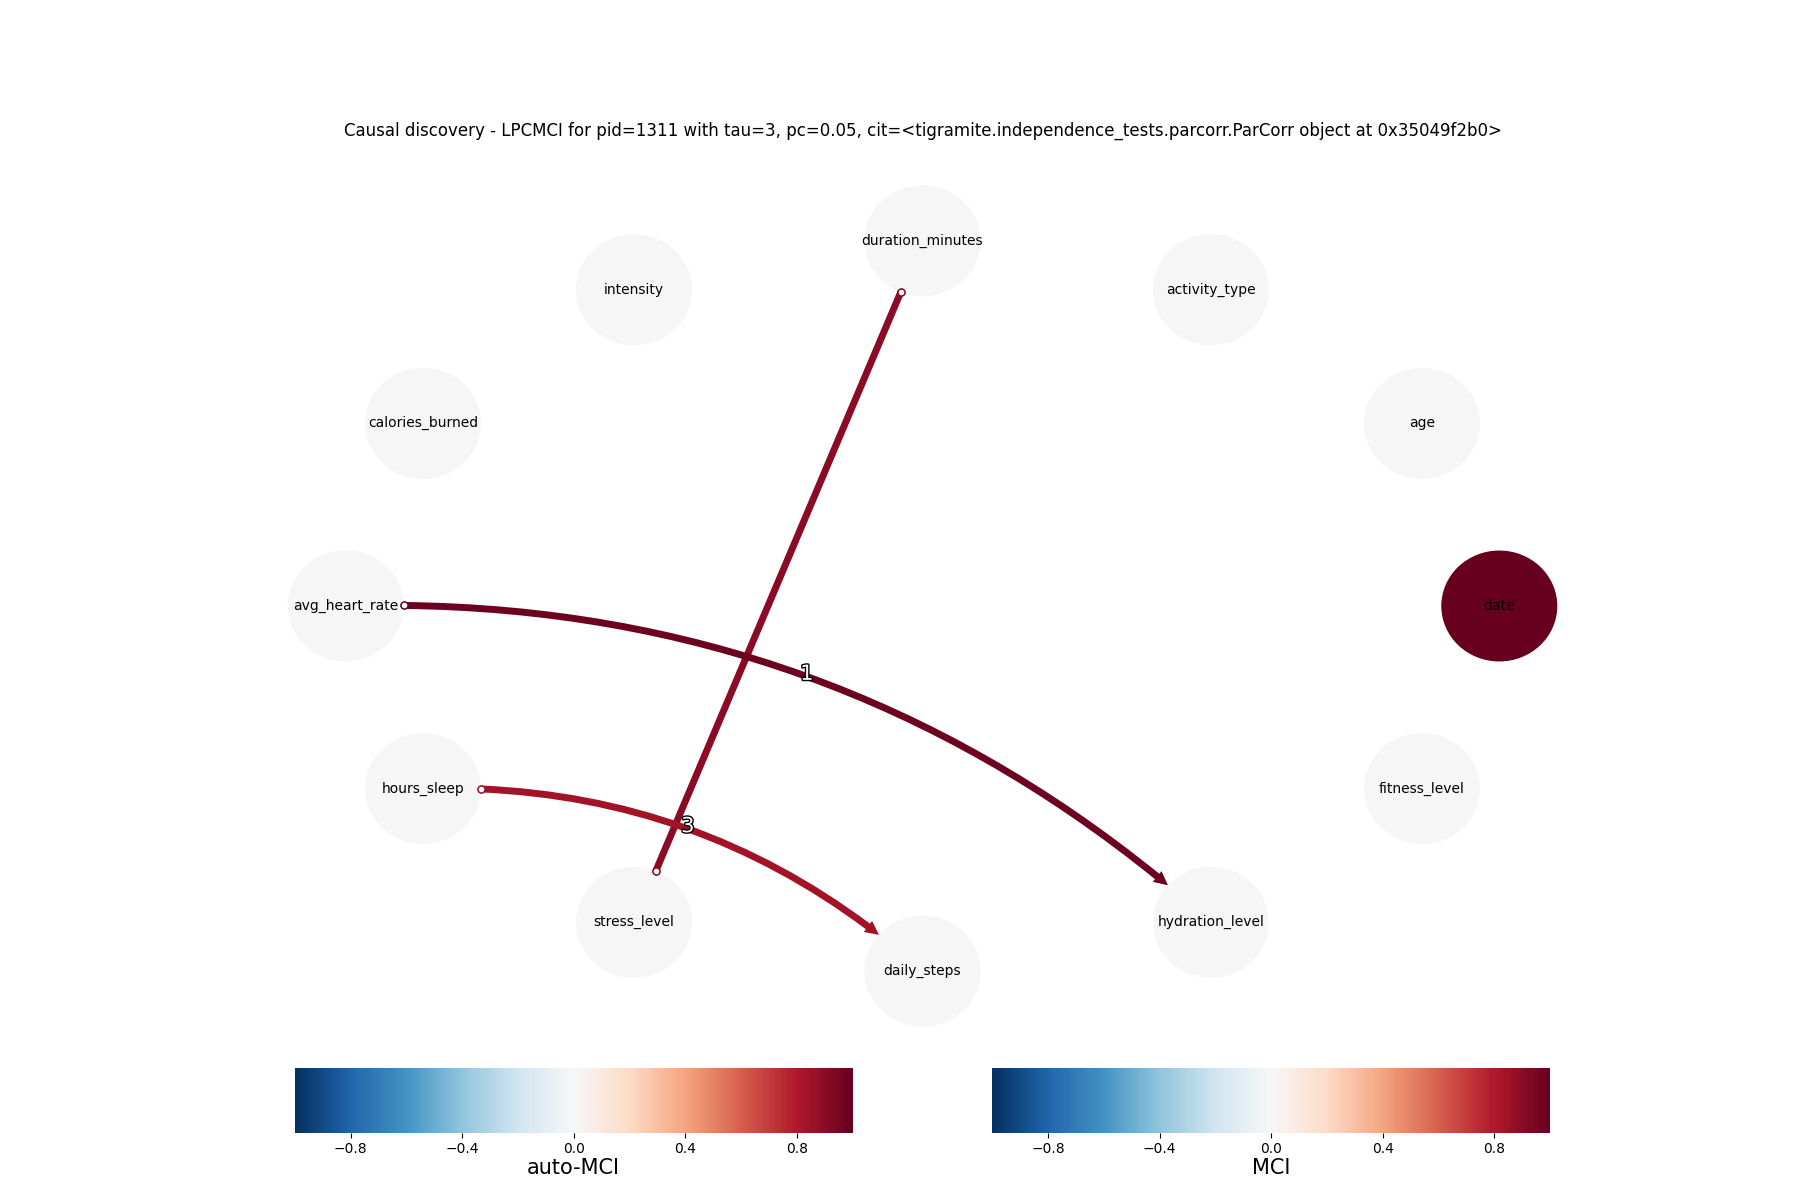 Causal discovery - LPCMCI for pid=1311 with tau=3, pc=0.05, cit=<tigramite.independence_tests.parcorr.ParCorr object at 0x35049f2b0>
duration_minutes
intensity
activity_type
calories_burned
age
avg_heart_rate
date
1
hours_sleep
fitness_level
3
stress_level
hydration_level
daily_steps
−0.8 −0.4 0.0 0.4 0.8
auto-MCI
−0.8 −0.4 0.0 0.4 0.8
MCI